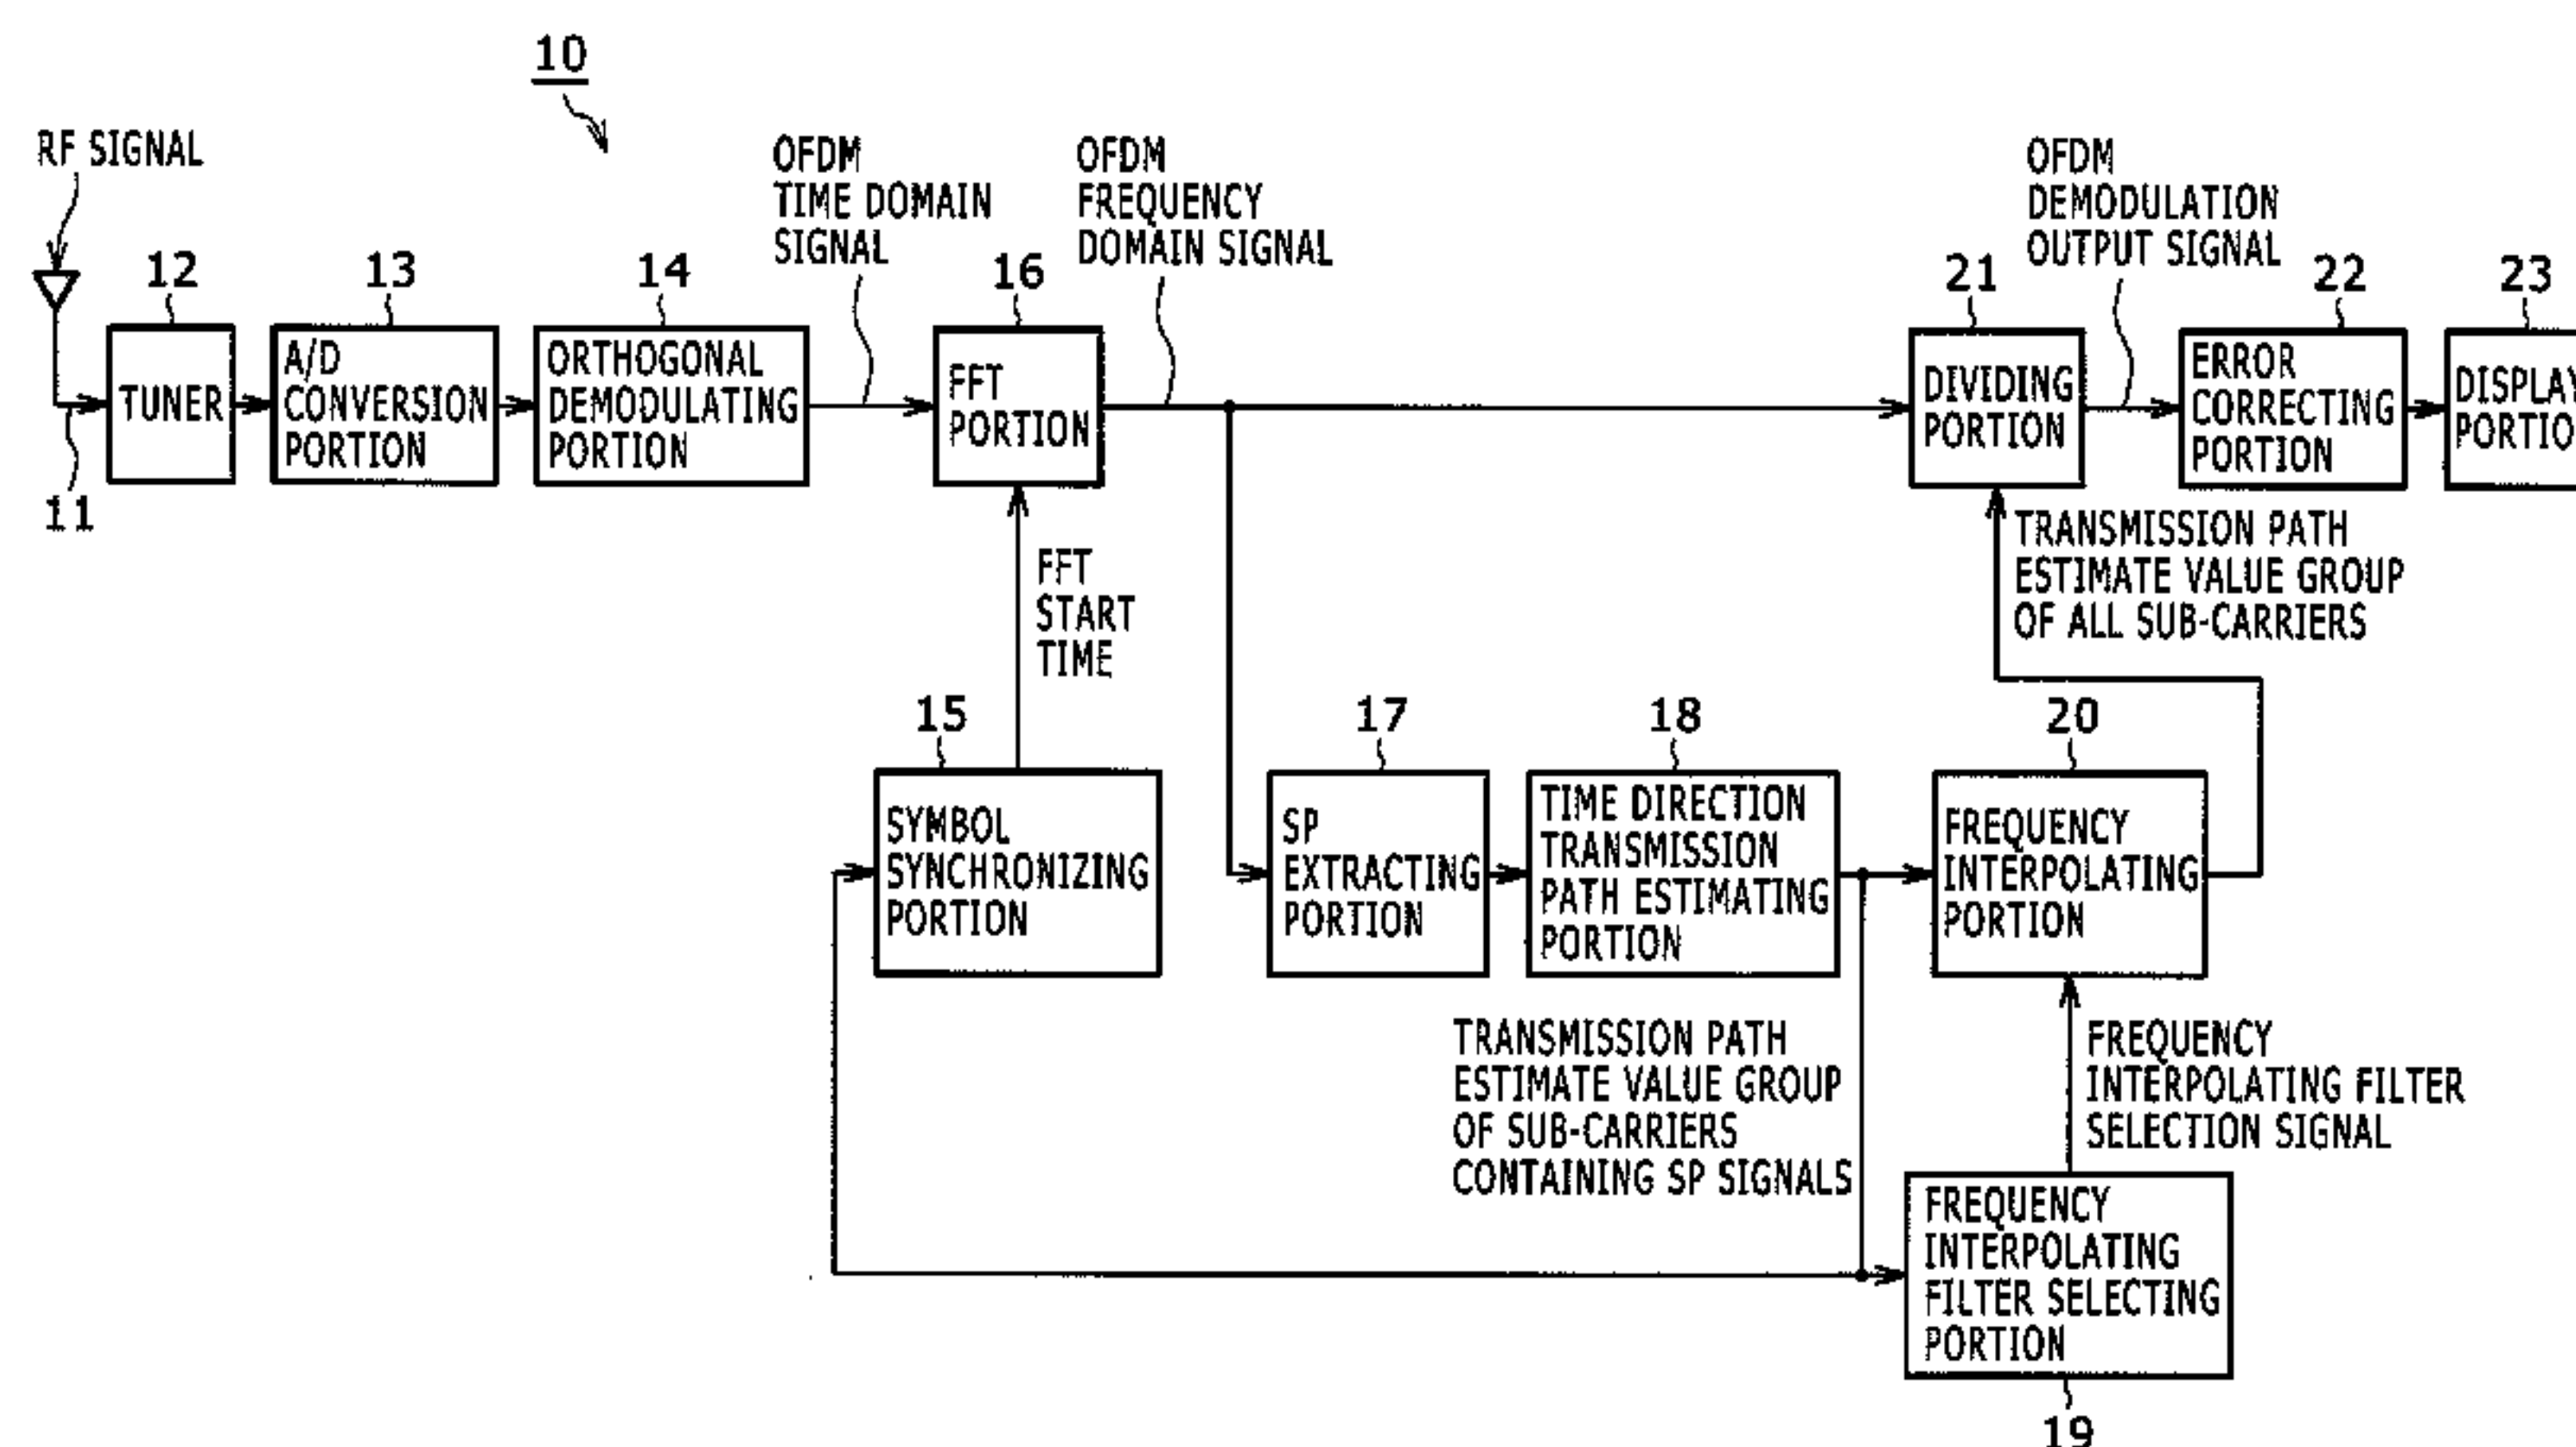 10
RF SIGNAL
11
12
TUNER
13
A/D
CONVERSION
PORTION
14
ORTHOGONAL
DEMODULATING
PORTION
OFDM
TIME DOMAIN
SIGNAL
16
FFT
PORTION
OFDM
FREQUENCY
DOMAIN SIGNAL
21
DIVIDING
PORTION
OFDM
DEMODULATION
OUTPUT SIGNAL
22
ERROR
CORRECTING
PORTION
23
DISPLAY
PORTIO
FFT
START
TIME
TRANSMISSION PATH
ESTIMATE VALUE GROUP
OF ALL SUB-CARRIERS
15
SYMBOL
SYNCHRONIZING
PORTION
17
SP
EXTRACTING
PORTION
18
TIME DIRECTION
TRANSMISSION
PATH ESTIMATING
PORTION
20
FREQUENCY
INTERPOLATING
PORTION
TRANSMISSION PATH
ESTIMATE VALUE GROUP
OF SUB-CARRIERS
CONTAINING SP SIGNALS
FREQUENCY
INTERPOLATING FILTER
SELECTION SIGNAL
FREQUENCY
INTERPOLATING
FILTER SELECTING
PORTION
19